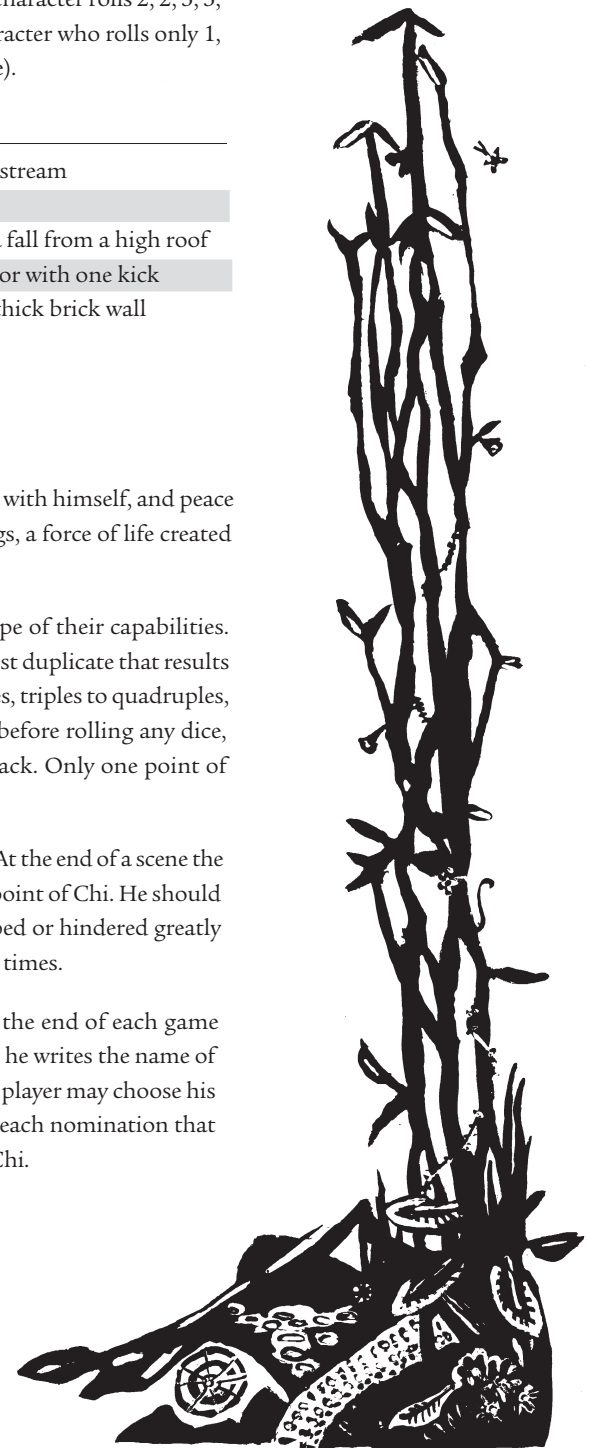 character rolls 2, 2, 3, 3,
racter who rolls only 1,
e).
stream
a fall from a high roof
or with one kick
thick brick wall
with himself, and peace
gs, a force of life created
pe of their capabilities.
st duplicate that results
es, triples to quadruples,
before rolling any dice,
ack. Only one point of
At the end of a scene the
point of Chi. He should
ped or hindered greatly
times.
the end of each game
he writes the name of
player may choose his
each nomination that
Chi.